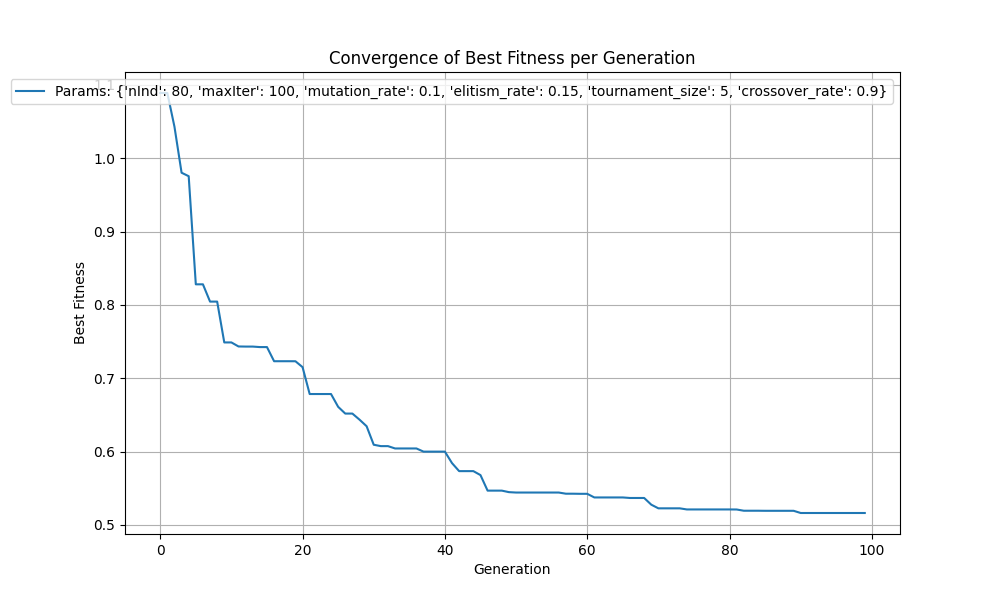 Convergence of Best Fitness per Generation
Params: {'nInd': 80, 'maxIter': 100, 'mutation_rate': 0.1, 'elitism_rate': 0.15, 'tournament_size': 5, 'crossover_rate': 0.9}
1.1
1.0
0.9
0.8
0.7
0.6
0.5
Best Fitness
0 20 40 60 80 100
Generation